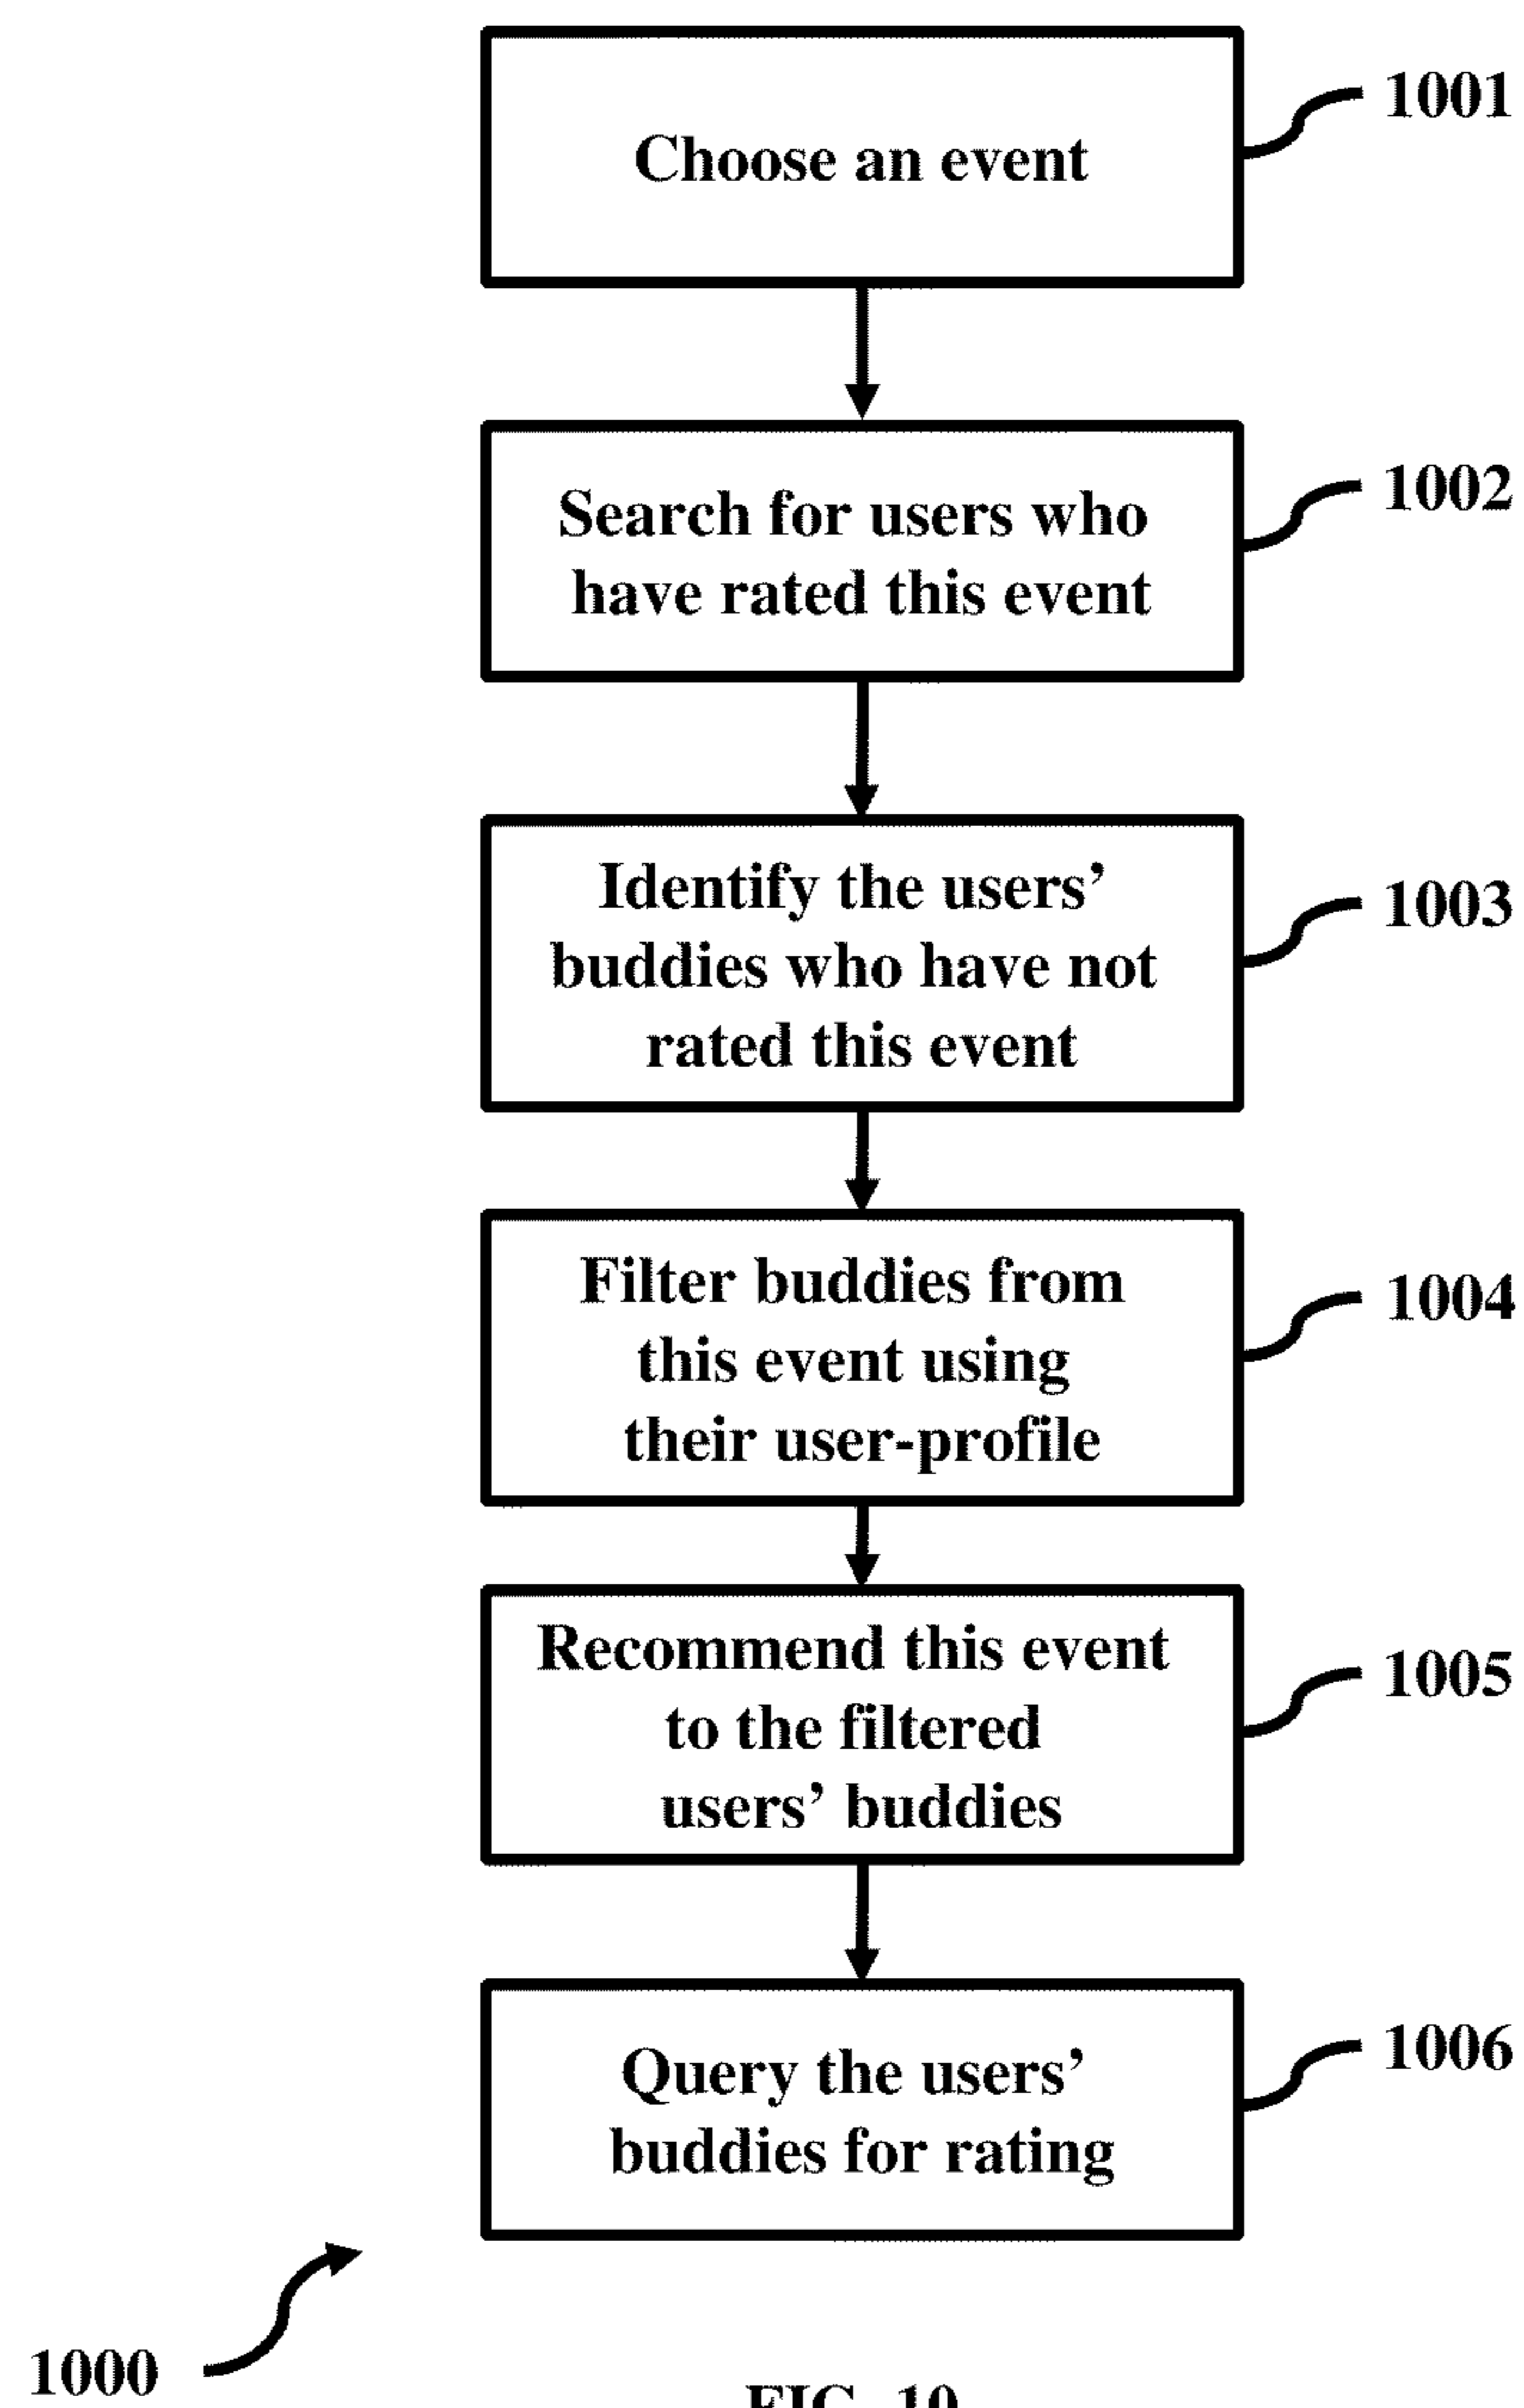 Choose an event
1001
Search for users who
have rated this event
1002
Identify the users’
buddies who have not
rated this event
1003
Filter buddies from
this event using
their user-profile
1004
Recommend this event
to the filtered
users’ buddies
1005
Query the users’
buddies for rating
1006
1000
FIG. 10